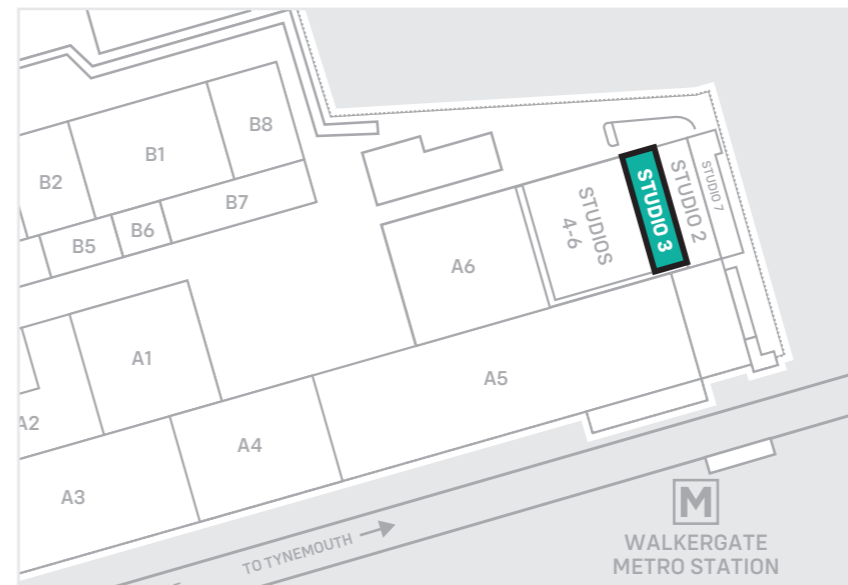 B8
B1
B2
B7
B6
B5
STUDIO 7
STUDIO 2
STUDIO 3
STUDIOS
4-6
A6
A1
A5
A2
A4
A3
TO TYNEMOUTH
M
WALKERGATE
METRO STATION